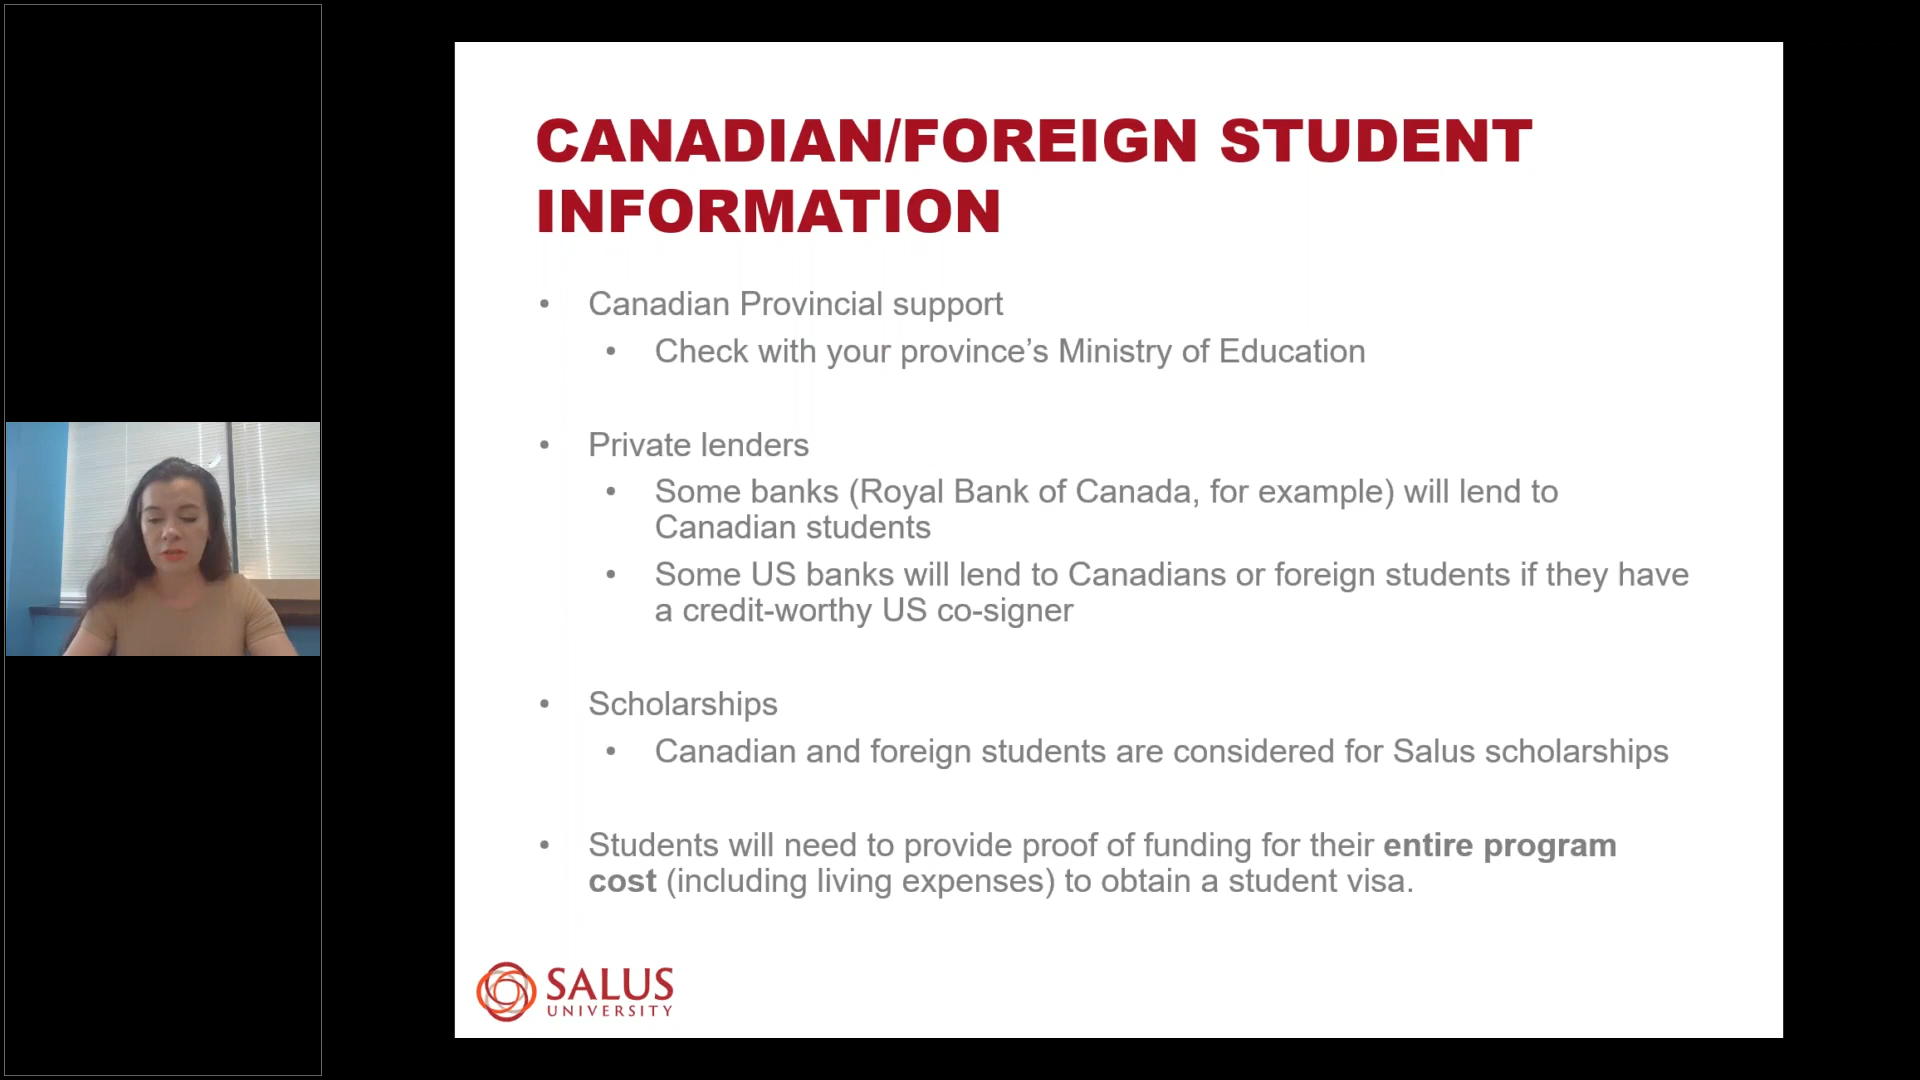 CANADIAN/FOREIGN STUDENT
INFORMATION
• Canadian Provincial support
• Check with your province’s Ministry of Education
• Private lenders
• Some banks (Royal Bank of Canada, for example) will lend to
Canadian students
• Some US banks will lend to Canadians or foreign students if they have
a credit-worthy US co-signer
• Scholarships
• Canadian and foreign students are considered for Salus scholarships
• Students will need to provide proof of funding for their entire program
cost (including living expenses) to obtain a student visa.
SALUS
UNIVERSITY